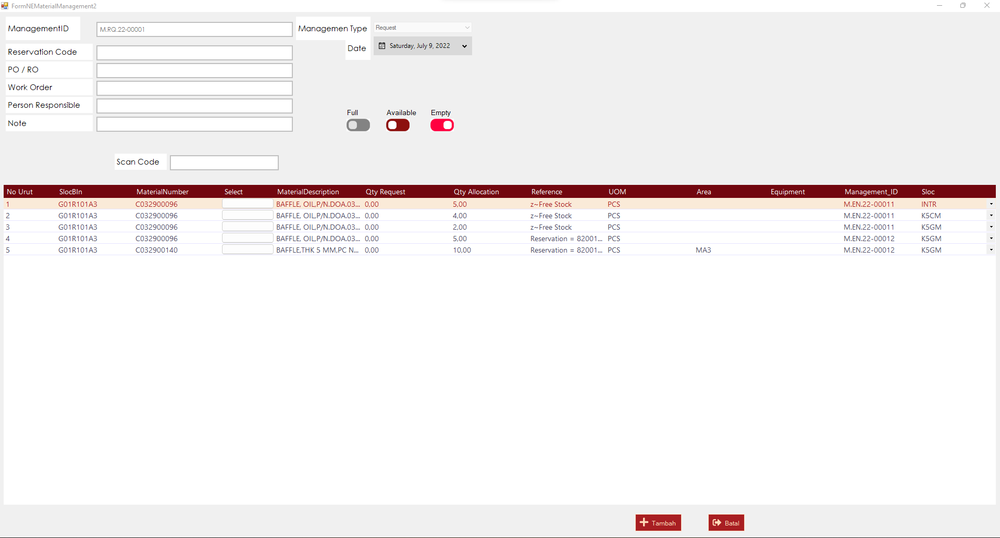 FormNEMaterialManagement2
ManagementID M.RQ.22-00001 Managemen Type Request
Reservation Code Date Saturday, July 9, 2022
PO / RO
Work Order
Person Responsible
Note
Full Available Empty
Scan Code
No Urut SlocBIn MaterialNumber Select MaterialDescription Qty Request Qty Allocation Reference UOM Area Equipment Management_ID Sloc
1 G01R101A3 C032900096 BAFFLE, OIL,P/N.DOA.03... 0,00 5,00 z~Free Stock PCS M.EN.22-00011 INTR
2 G01R101A3 C032900096 BAFFLE, OIL,P/N.DOA.03... 0,00 4,00 z~Free Stock PCS M.EN.22-00011 K5CM
3 G01R101A3 C032900096 BAFFLE, OIL,P/N.DOA.03... 0,00 2,00 z~Free Stock PCS M.EN.22-00011 K5GM
4 G01R101A3 C032900096 BAFFLE, OIL,P/N.DOA.03... 0,00 5,00 Reservation = 82001... PCS M.EN.22-00012 K5GM
5 G01R101A3 C032900140 BAFFLE,THK 5 MM,PC N... 0,00 10,00 Reservation = 82001... PCS MA3 M.EN.22-00012 K5GM
Tambah Batal